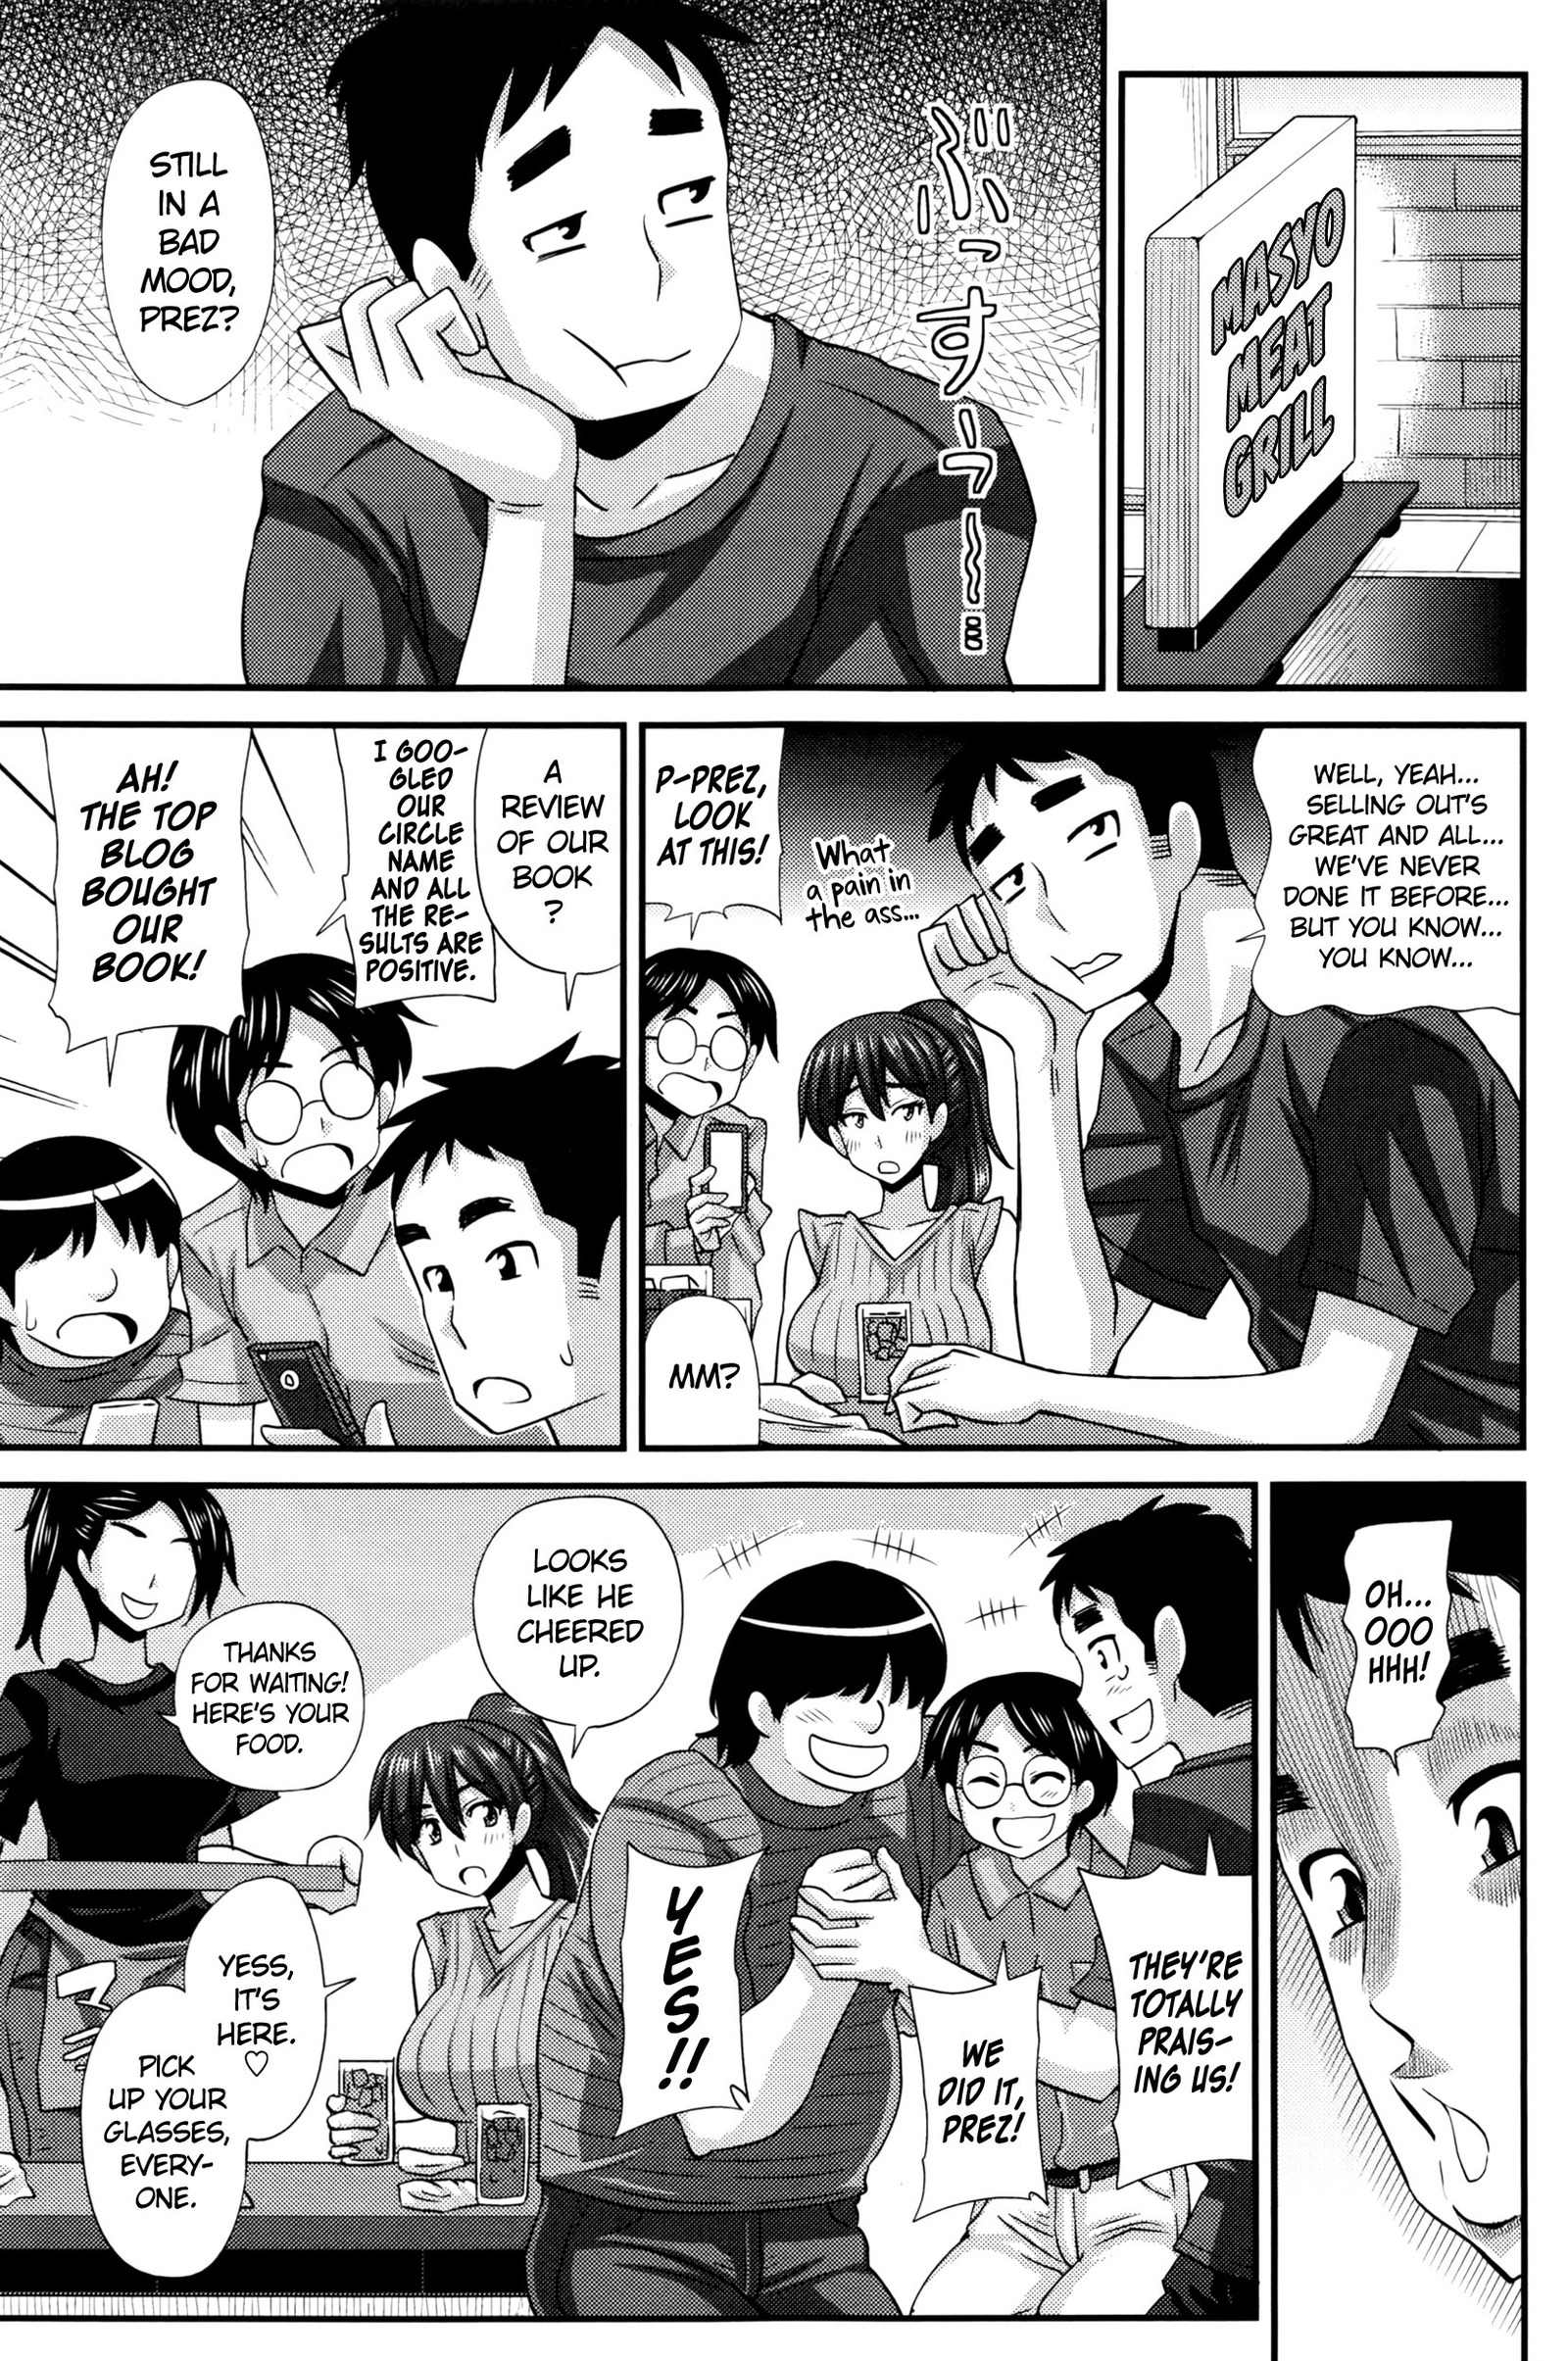 MASYO
MEAT
GRILL
STILL
IN A
BAD
MOOD,
PREZ?
ぶっすーっ
WELL, YEAH...
SELLING OUT'S
GREAT AND ALL...
WE'VE NEVER
DONE IT BEFORE...
BUT YOU KNOW...
YOU KNOW...
What
a pain in
the ass...
P-PREZ,
LOOK
AT THIS!
MM?
A
REVIEW
OF OUR
BOOK
?
I GOO-
GLED
OUR
CIRCLE
NAME
AND ALL
THE RE-
SULTS ARE
POSITIVE.
AH!
THE TOP
BLOG
BOUGHT
OUR
BOOK!
OH...
OOO
HHH!
THEY'RE
TOTALLY
PRAIS-
ING US!
WE
DID IT,
PREZ!
YES!!
LOOKS
LIKE HE
CHEERED
UP.
THANKS
FOR WAITING!
HERE'S YOUR
FOOD.
YESS,
IT'S
HERE.
♡
PICK
UP YOUR
GLASSES,
EVERY-
ONE.